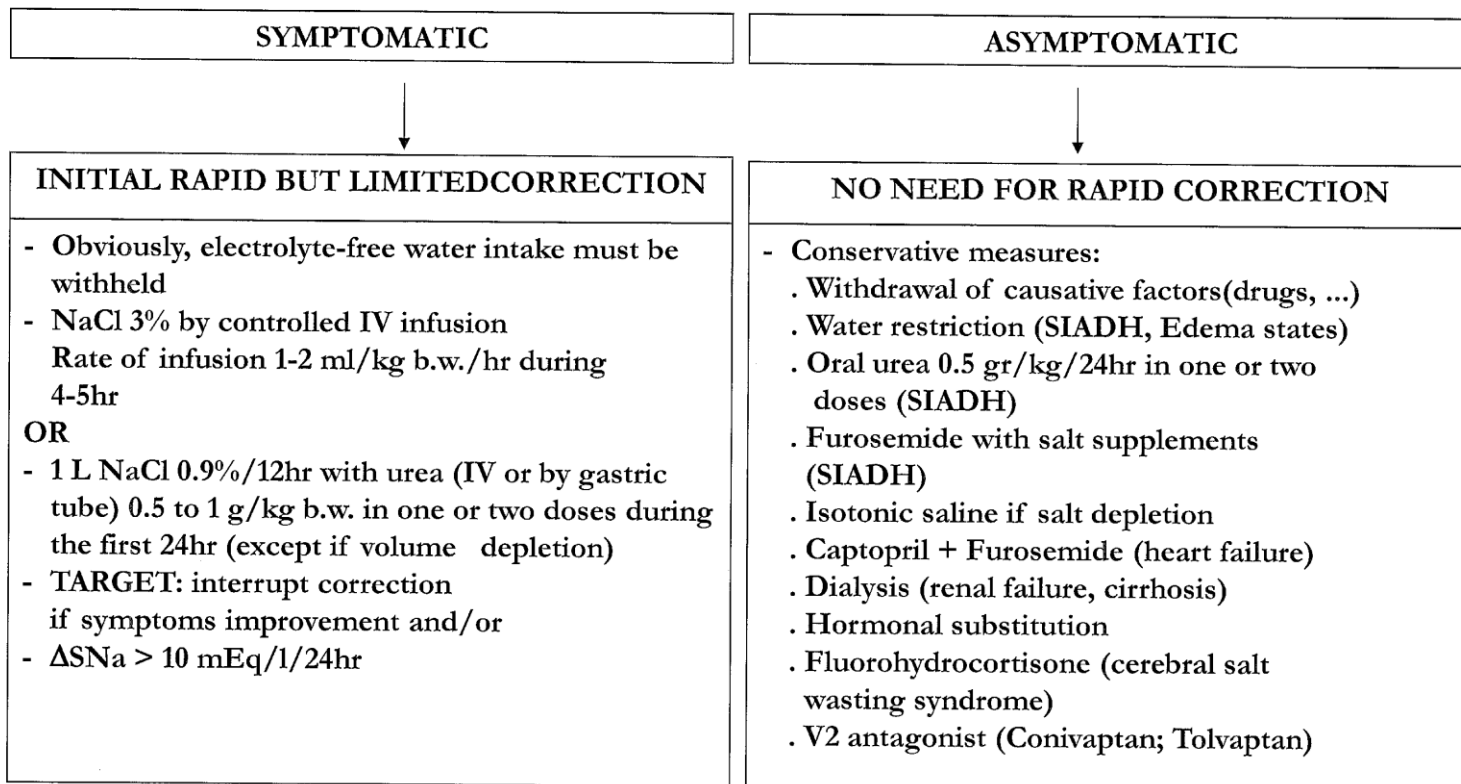 SYMPTOMATIC
INITIAL RAPID BUT LIMITEDCORRECTION
- Obviously, electrolyte-free water intake must be
withheld
- NaCl 3% by controlled IV infusion
Rate of infusion 1-2 ml/kg b.w./hr during
4-5hr
OR
- 1 L NaCl 0.9%/12hr with urea (IV or by gastric
tube) 0.5 to 1 g/kg b.w. in one or two doses during
the first 24hr (except if volume depletion)
- TARGET: interrupt correction
if symptoms improvement and/or
- ΔSNa > 10 mEq/l/24hr
ASYMPTOMATIC
NO NEED FOR RAPID CORRECTION
- Conservative measures:
. Withdrawal of causative factors(drugs, ...)
. Water restriction (SIADH, Edema states)
. Oral urea 0.5 gr/kg/24hr in one or two
doses (SIADH)
. Furosemide with salt supplements
(SIADH)
. Isotonic saline if salt depletion
. Captopril + Furosemide (heart failure)
. Dialysis (renal failure, cirrhosis)
. Hormonal substitution
. Fluorohydrocortisone (cerebral salt
wasting syndrome)
. V2 antagonist (Conivaptan; Tolvaptan)